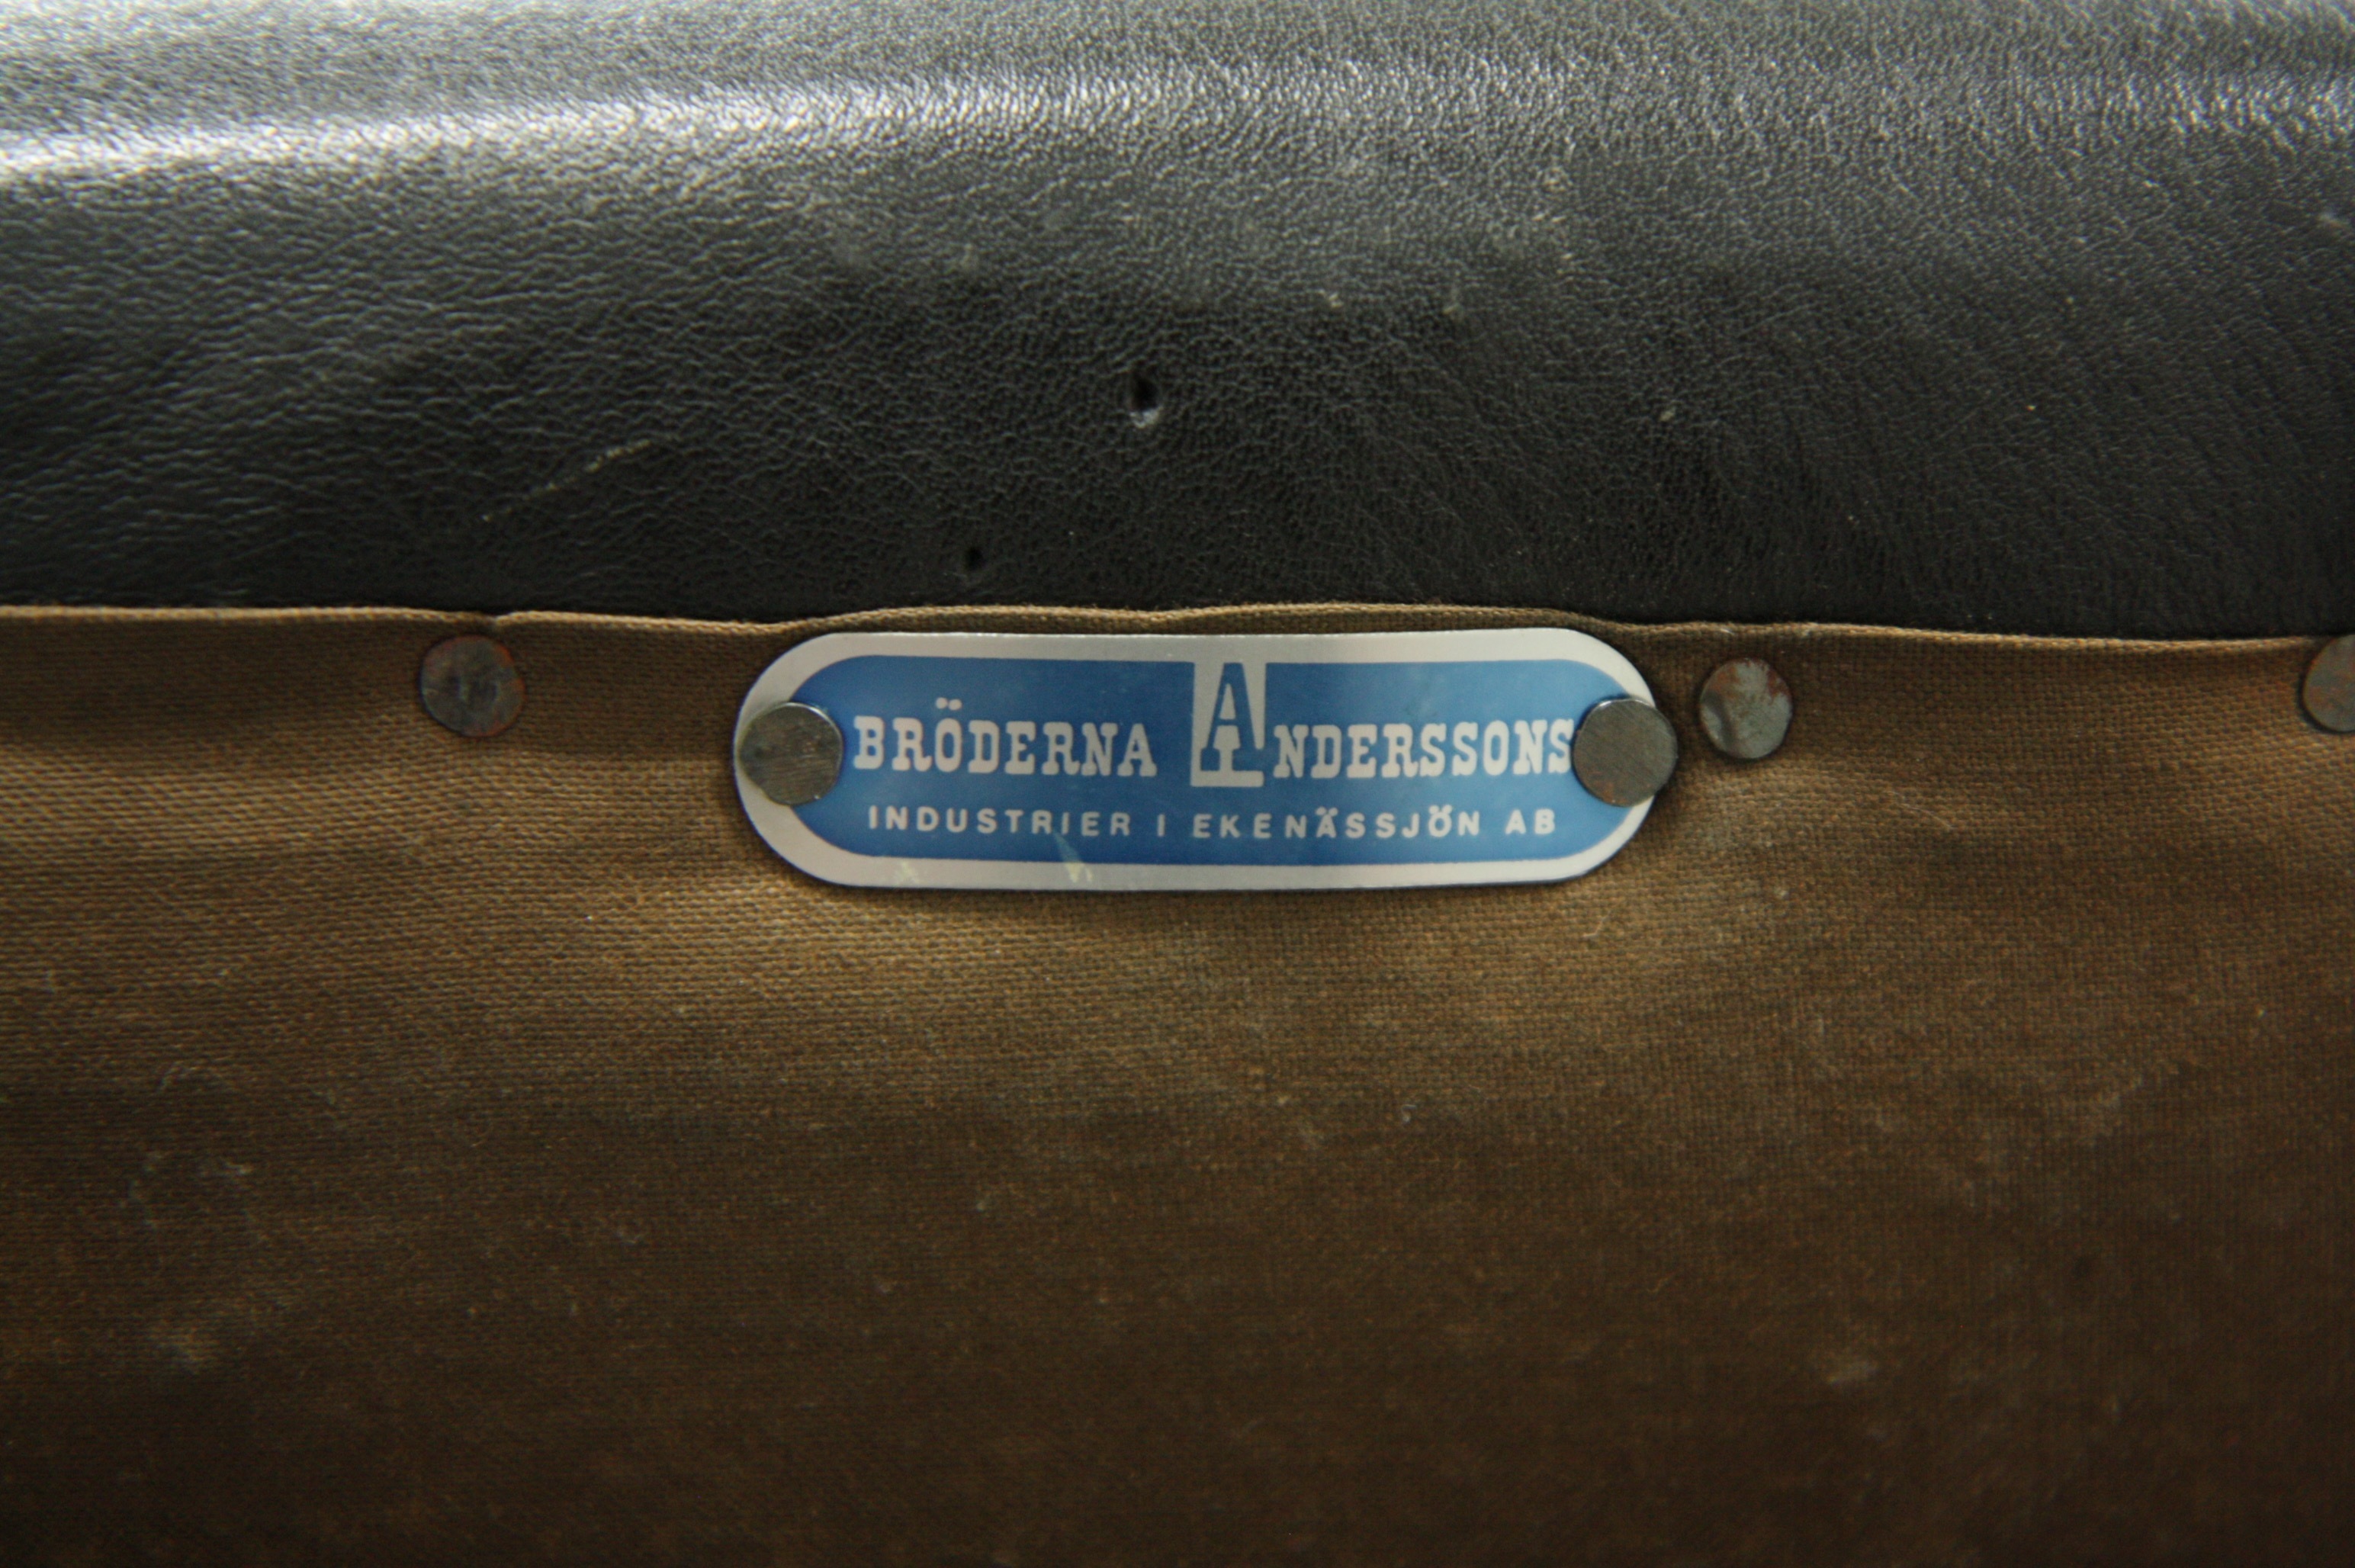 BRÖDERNA ANDERSSONS
INDUSTRIER I EKENÄSSJÖN AB